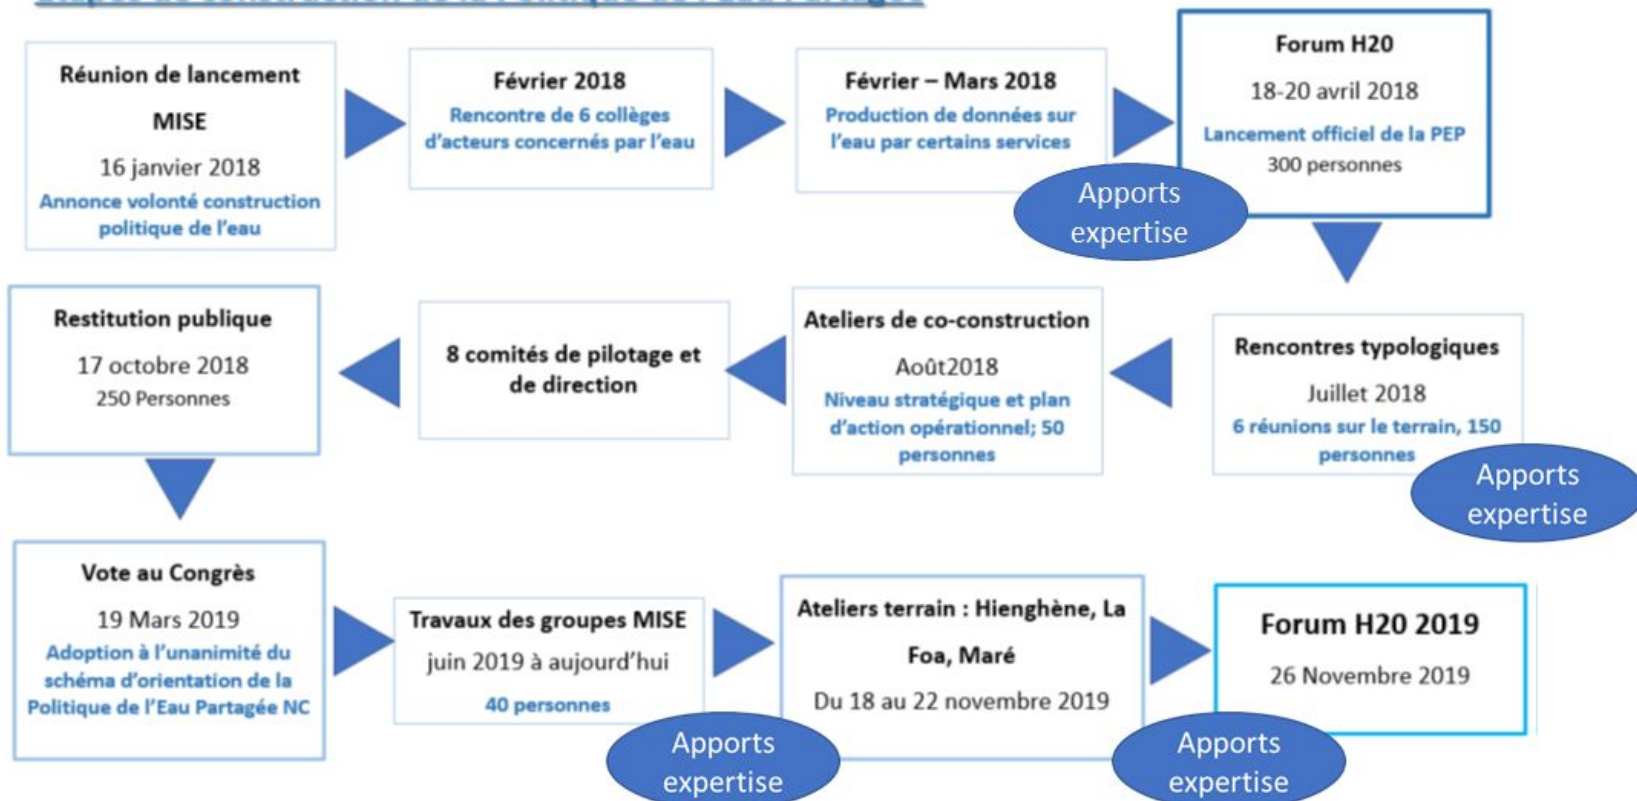 Réunion de lancement
MISE
16 janvier 2018
Annonce volonté construction
politique de l'eau
Février 2018
Rencontre de 6 collèges
d'acteurs concernés par l'eau
Février – Mars 2018
Production de données sur
l'eau par certains services
Apports
expertise
Forum H20
18-20 avril 2018
Lancement officiel de la PEP
300 personnes
Rencontres typologiques
Juillet 2018
6 réunions sur le terrain, 150
personnes
Apports
expertise
Ateliers de co-construction
Août2018
Niveau stratégique et plan
d'action opérationnel; 50
personnes
8 comités de pilotage et
de direction
Restitution publique
17 octobre 2018
250 Personnes
Vote au Congrès
19 Mars 2019
Adoption à l'unanimité du
schéma d'orientation de la
Politique de l'Eau Partagée NC
Travaux des groupes MISE
juin 2019 à aujourd'hui
40 personnes
Apports
expertise
Ateliers terrain : Hienghène, La
Foa, Maré
Du 18 au 22 novembre 2019
Apports
expertise
Forum H20 2019
26 Novembre 2019